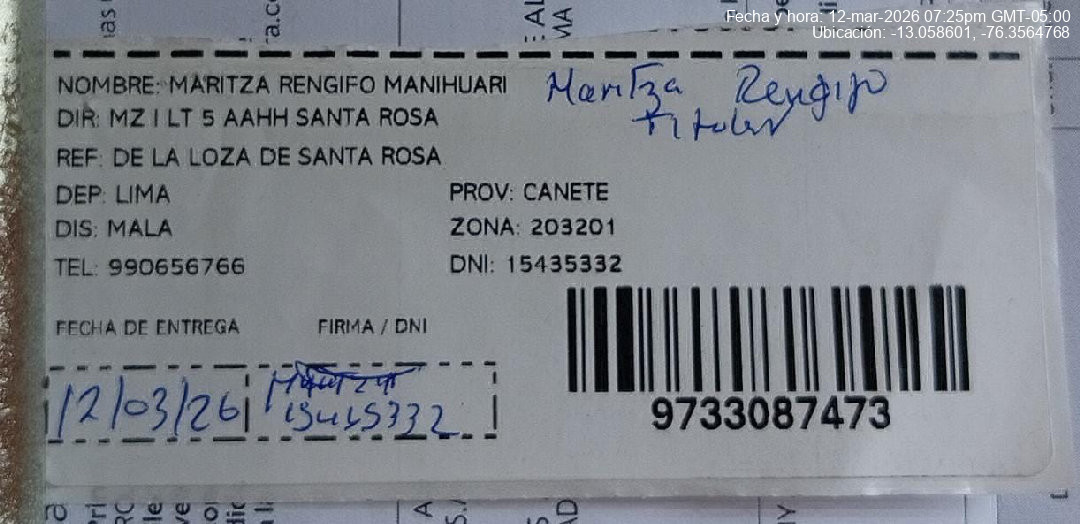 Fecha y hora: 12-mar-2026 07:25pm GMT-05:00
Ubicación: -13.058601, -76.3564768
NOMBRE: MARITZA RENGIFO MANIHUARI
Maritza Rengifo
titular
DIR: MZ I LT 5 AAHH SANTA ROSA
REF: DE LA LOZA DE SANTA ROSA
DEP: LIMA
PROV: CANETE
DIS: MALA
ZONA: 203201
TEL: 990656766
DNI: 15435332
FECHA DE ENTREGA
FIRMA / DNI
12/03/26
Maritza
15435332
9733087473